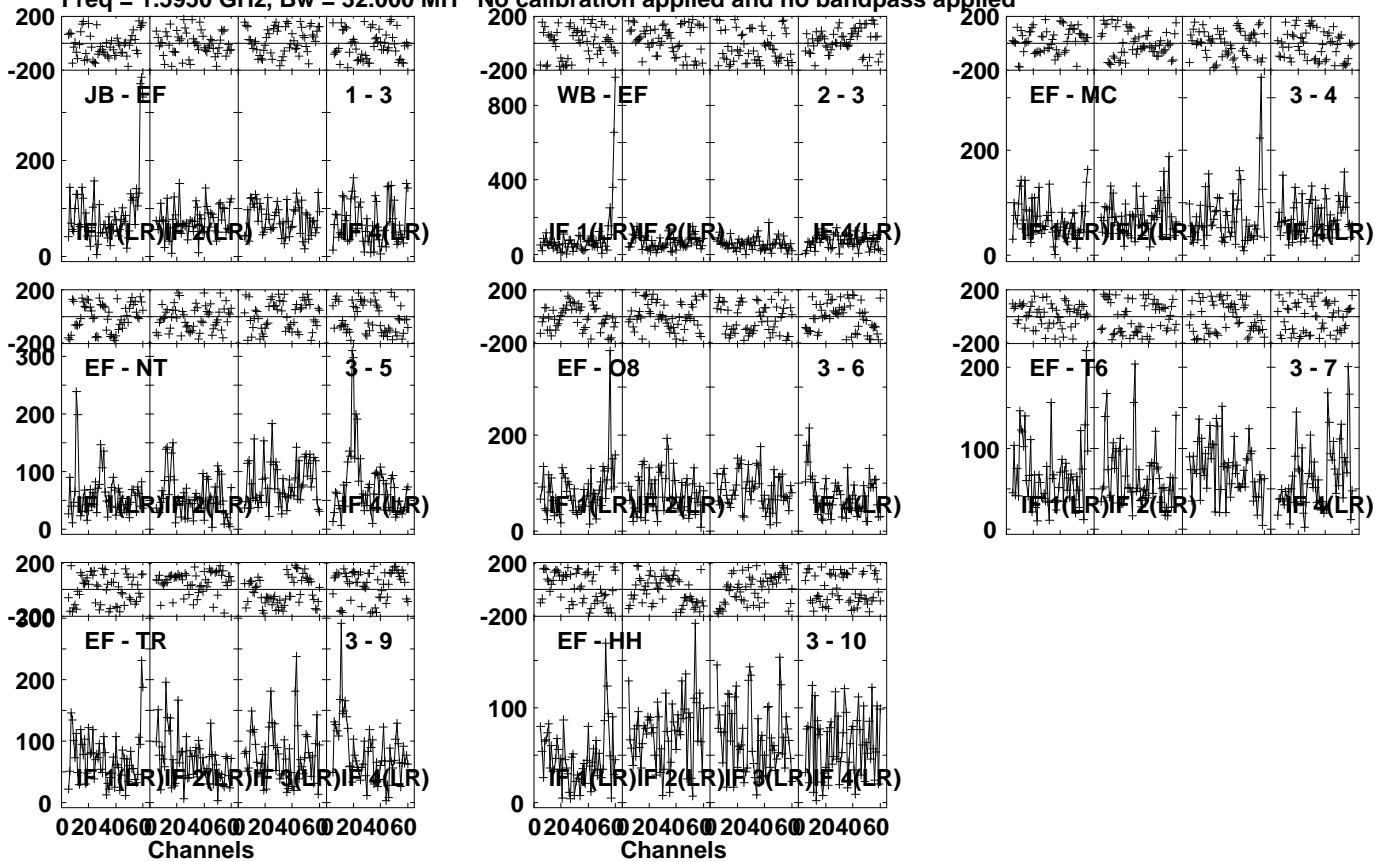 Freq = 1.5950 GHz, Bw = 32.000 MH No calibration applied and no bandpass applied
200 200 200
-200 -200 -200
JB - EF 1 - 3 WB - EF 2 - 3 EF - MC 3 - 4
800
600
200 400 200
200
0 0 0
IF 1(LR) IF 2(LR) IF 4(LR) IF 1(LR) IF 2(LR) IF 4(LR) IF 1(LR) IF 2(LR) IF 4(LR)
200 200 200
-200 -200 -200
300
EF - NT 3 - 5 EF - O8 3 - 6 EF - T6 3 - 7
200 200 200
100 100
0 0 0
IF 1(LR) IF 2(LR) IF 4(LR) IF 1(LR) IF 2(LR) IF 4(LR) IF 1(LR) IF 2(LR) IF 4(LR)
200 200
-200 -200
300
EF - TR 3 - 9 EF - HH 3 - 10
200
100 100
0 0
IF 1(LR) IF 2(LR) IF 3(LR) IF 4(LR) IF 1(LR) IF 2(LR) IF 3(LR) IF 4(LR)
0 20 40 60 0 20 40 60 0 20 40 60 0 20 40 60 0 20 40 60 0 20 40 60 0 20 40 60 0 20 40 60
Channels Channels